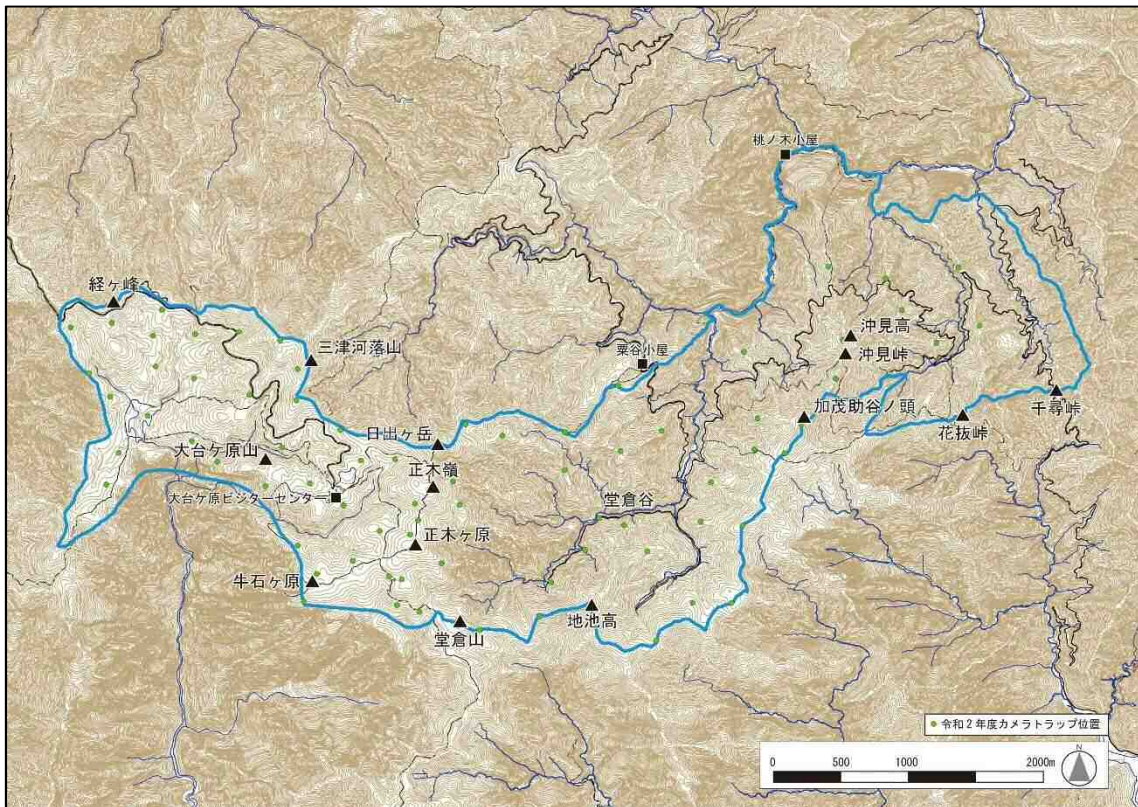 桃ノ木小屋
経ヶ峰
三津河落山
沖見高
沖見峠
粟谷小屋
千尋峠
加茂助谷ノ頭
花抜峠
日出ヶ岳
大台ケ原山
正木嶺
大台ケ原ビジターセンター
堂倉谷
正木ヶ原
牛石ヶ原
地池高
堂倉山
令和2年度カメラトラップ位置
0 500 1000 2000m
N